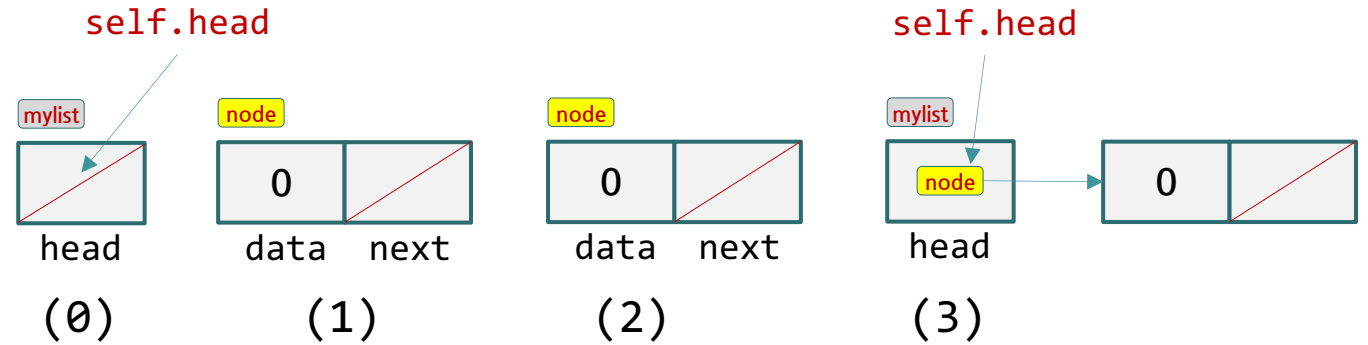 self.head self.head
mylist node node mylist
0 0 node 0
head data next data next head
(0) (1) (2) (3)